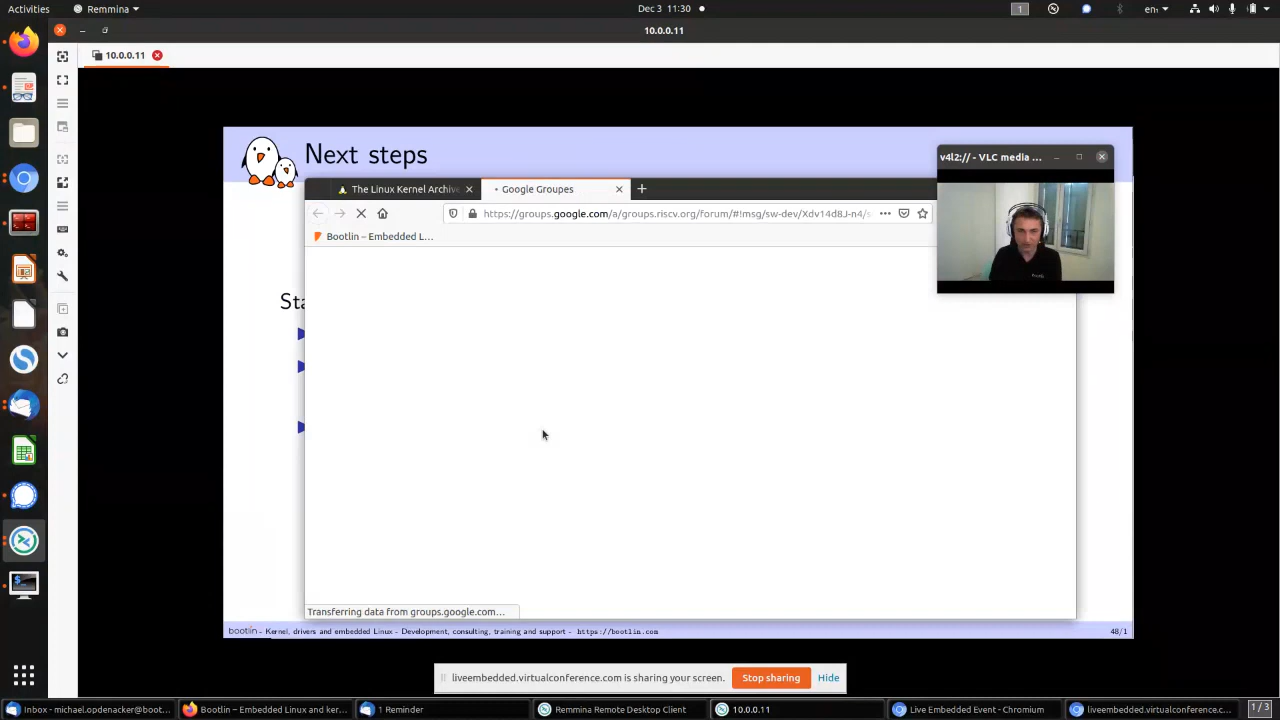 Activities
Remmina
Dec 3 11:30
1
en
10.0.0.11
10.0.0.11
Next steps
v4l2:// - VLC media ...
The Linux Kernel Archive
Google Groupes
https://groups.google.com/a/groups.riscv.org/forum/#!msg/sw-dev/Xdv14d8J-n4/s
Bootlin – Embedded L...
Sta
Transferring data from groups.google.com...
bootlin - Kernel, drivers and embedded Linux - Development, consulting, training and support - https://bootlin.com
48/1
liveembedded.virtualconference.com is sharing your screen.
Stop sharing
Hide
Inbox - michael.opdenacker@boot...
Bootlin – Embedded Linux and ker...
1 Reminder
Remmina Remote Desktop Client
10.0.0.11
Live Embedded Event - Chromium
liveembedded.virtualconference.c...
1 / 3